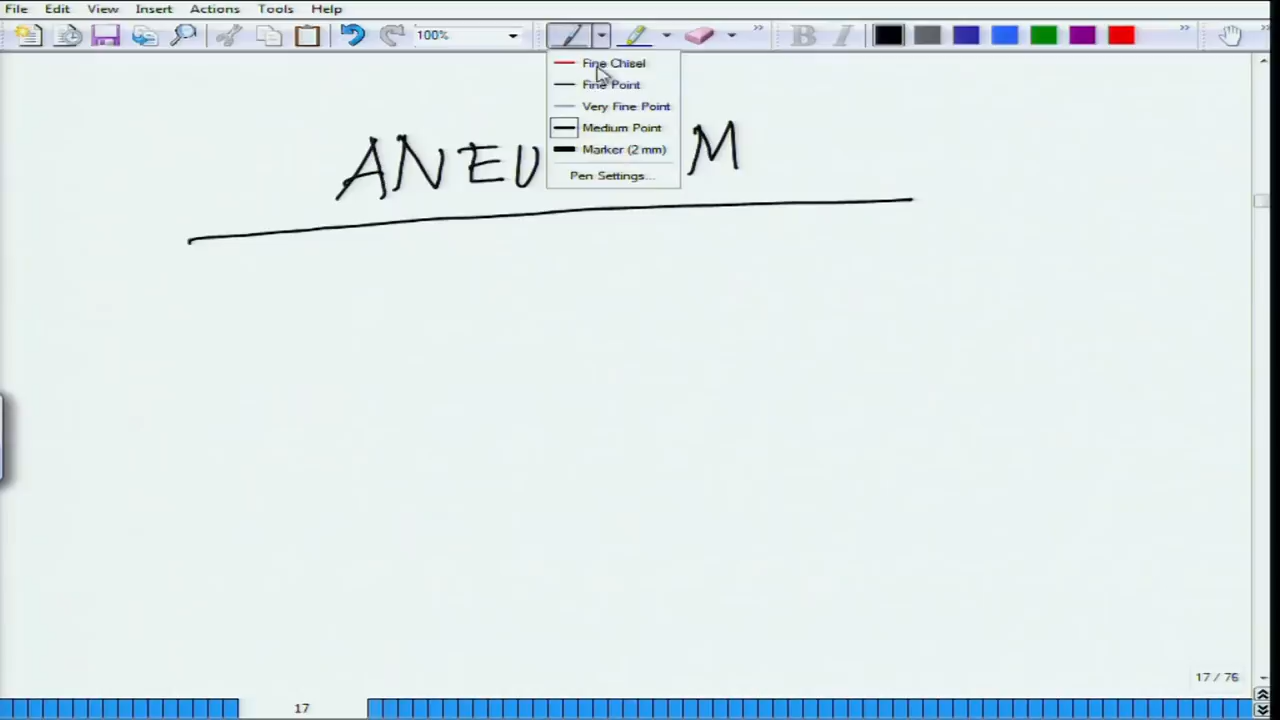 File Edit View Insert Actions Tools Help
100% B I
Fine Chisel
Fine Point
Very Fine Point
Medium Point
Marker (2 mm)
Pen Settings...
ANEU M
17 / 76
17